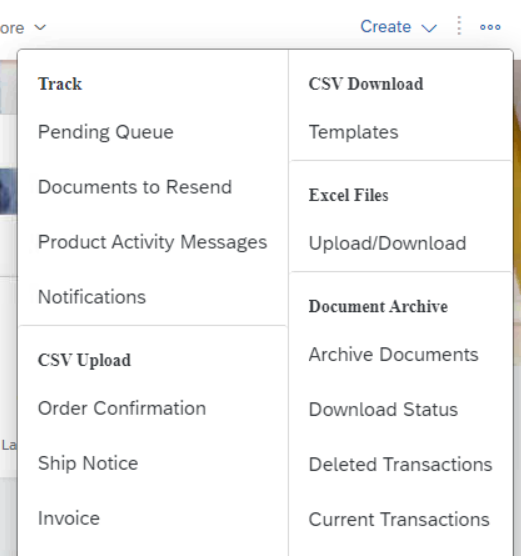 ore
Create
Track
Pending Queue
Documents to Resend
Product Activity Messages
Notifications
CSV Upload
Order Confirmation
Ship Notice
Invoice
CSV Download
Templates
Excel Files
Upload/Download
Document Archive
Archive Documents
Download Status
Deleted Transactions
Current Transactions
La